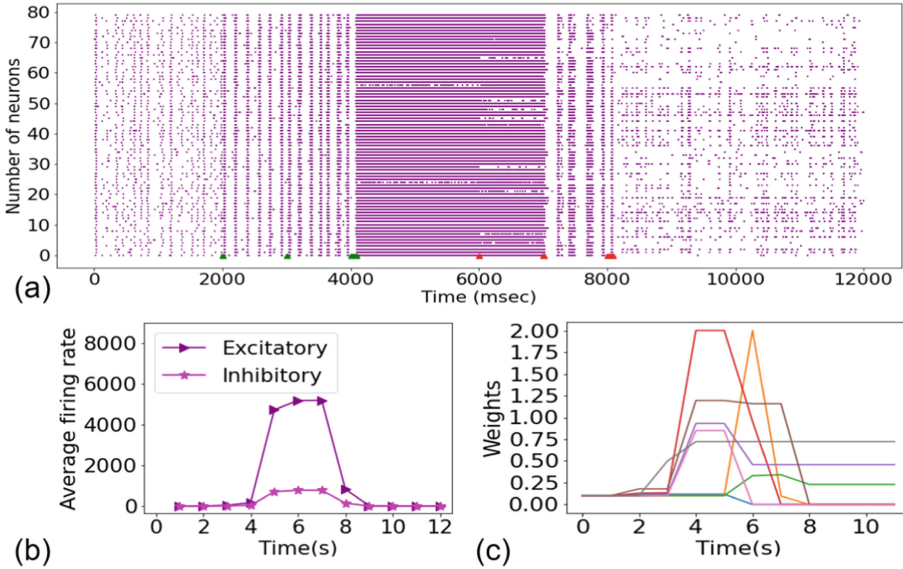 80
70
60
50
40
30
20
10
0
Number of neurons
0 2000 4000 6000 8000 10000 12000
Time (msec)
(a)
8000
6000
4000
2000
0
Average firing rate
Excitatory
Inhibitory
0 2 4 6 8 10 12
Time(s)
(b)
2.00
1.75
1.50
1.25
1.00
0.75
0.50
0.25
0.00
Weights
0 2 4 6 8 10
Time(s)
(c)